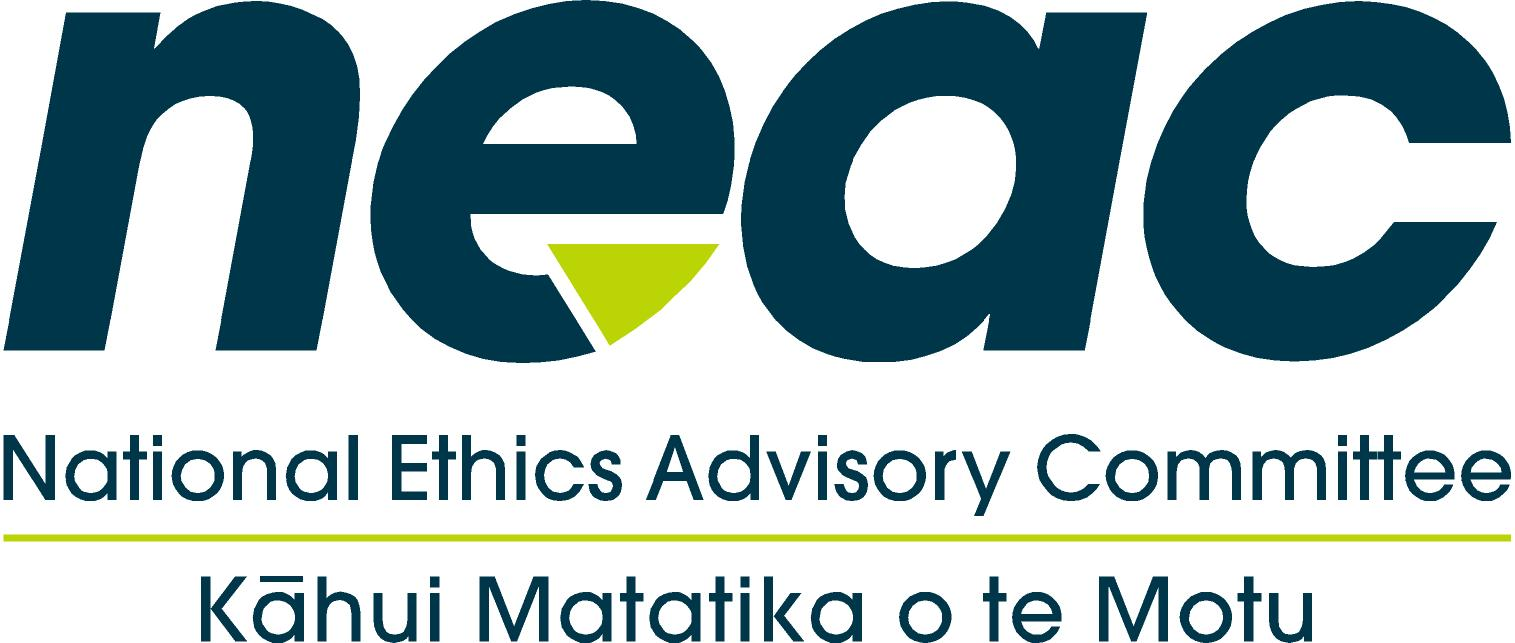 neac
National Ethics Advisory Committee
Kāhui Matatika o te Motu